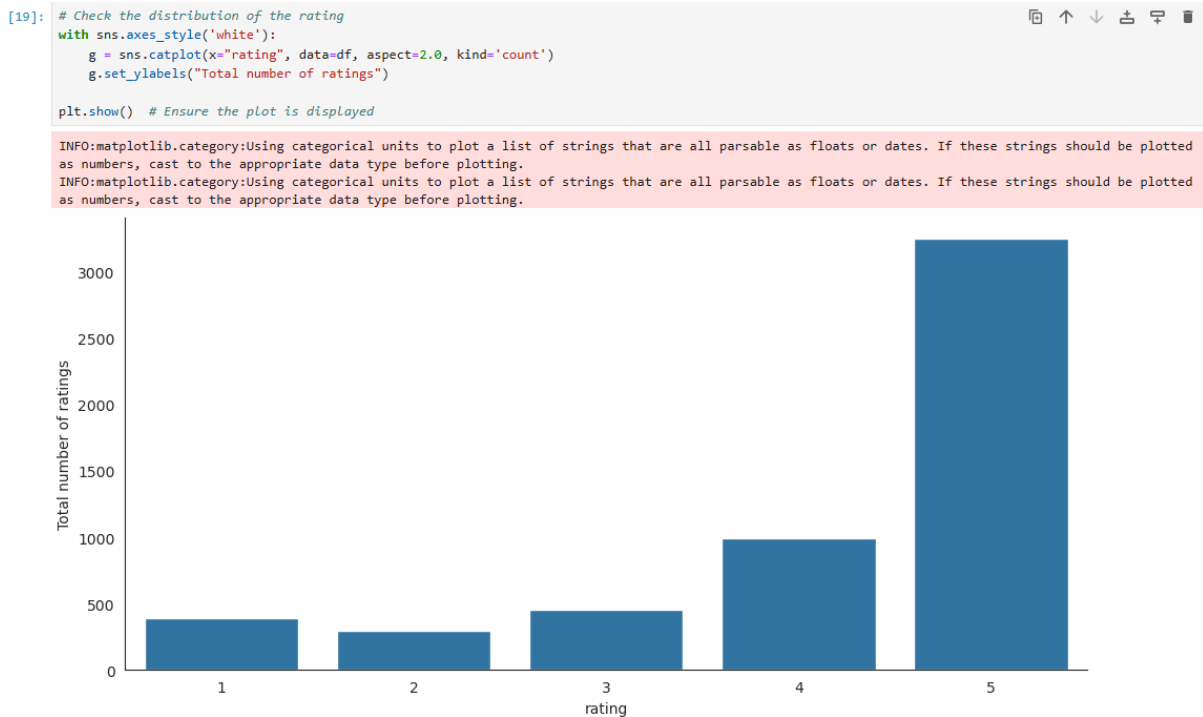 [19]: # Check the distribution of the rating
with sns.axes_style('white'):
    g = sns.catplot(x="rating", data=df, aspect=2.0, kind='count')
    g.set_ylabels("Total number of ratings")
plt.show()  # Ensure the plot is displayed
INFO:matplotlib.category:Using categorical units to plot a list of strings that are all parsable as floats or dates. If these strings should be plotted
as numbers, cast to the appropriate data type before plotting.
INFO:matplotlib.category:Using categorical units to plot a list of strings that are all parsable as floats or dates. If these strings should be plotted
as numbers, cast to the appropriate data type before plotting.
Total number of ratings
3000
2500
2000
1500
1000
500
0
1 2 3 4 5
rating